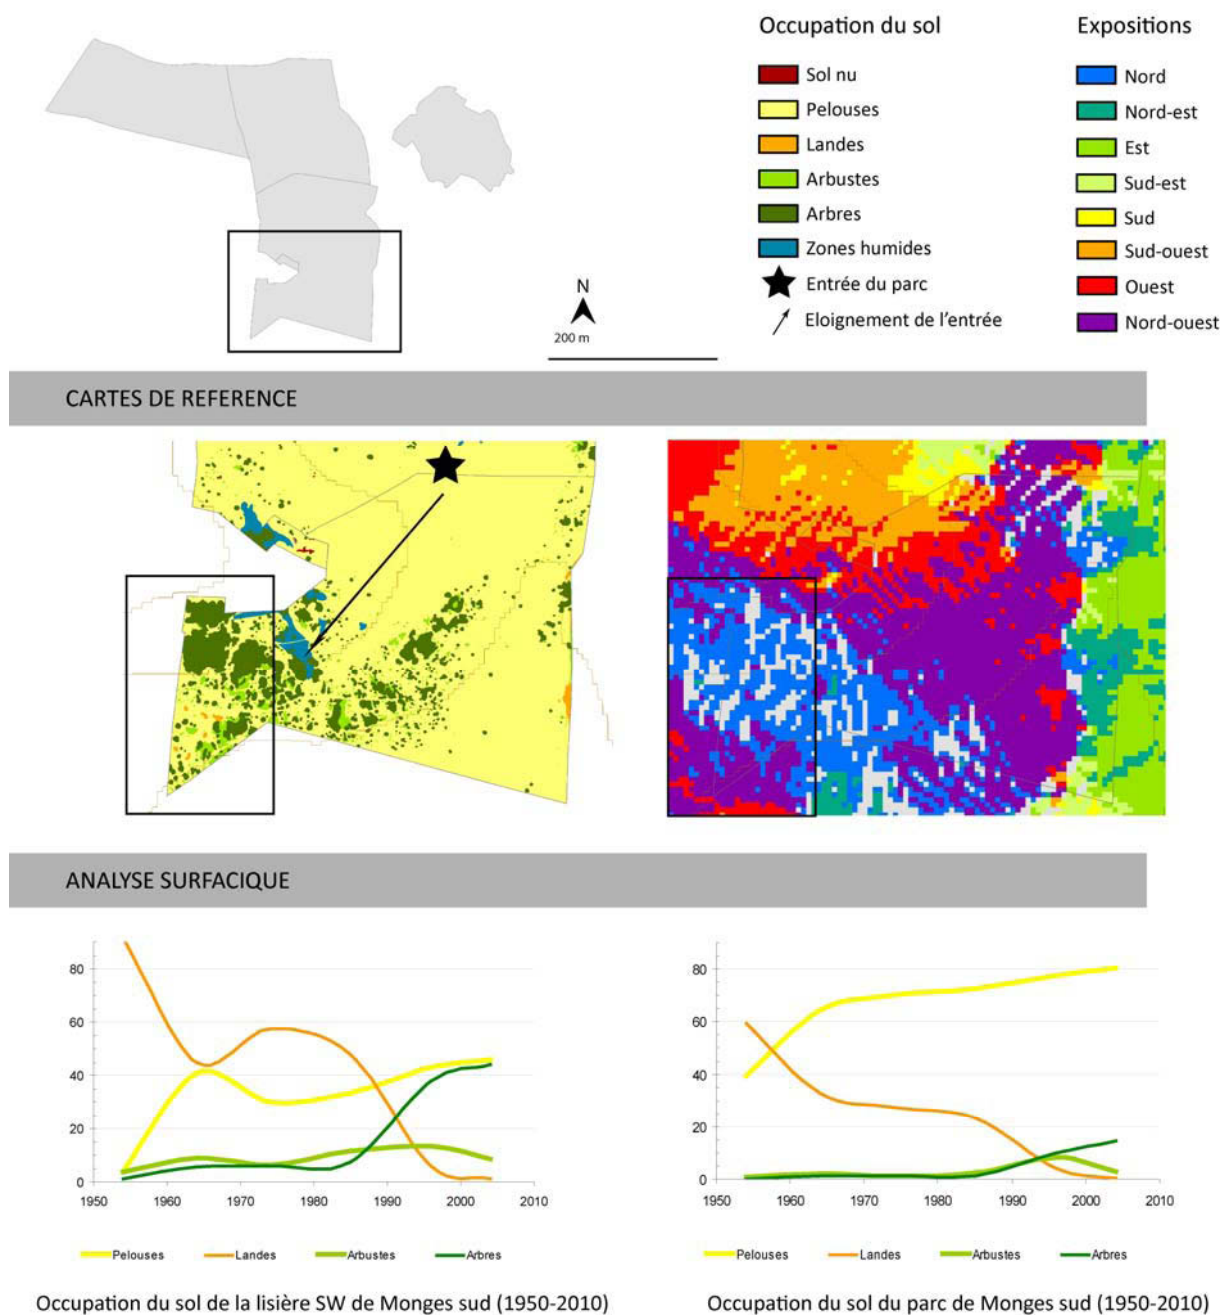 Occupation du sol
Sol nu
Pelouses
Landes
Arbustes
Arbres
Zones humides
Entrée du parc
Eloignement de l'entrée
Expositions
Nord
Nord-est
Est
Sud-est
Sud
Sud-ouest
Ouest
Nord-ouest
N
200 m
CARTES DE REFERENCE
ANALYSE SURFACIQUE
80
60
40
20
0
1950 1960 1970 1980 1990 2000 2010
Pelouses Landes Arbustes Arbres
Occupation du sol de la lisière SW de Monges sud (1950-2010)
80
60
40
20
0
1950 1960 1970 1980 1990 2000 2010
Pelouses Landes Arbustes Arbres
Occupation du sol du parc de Monges sud (1950-2010)